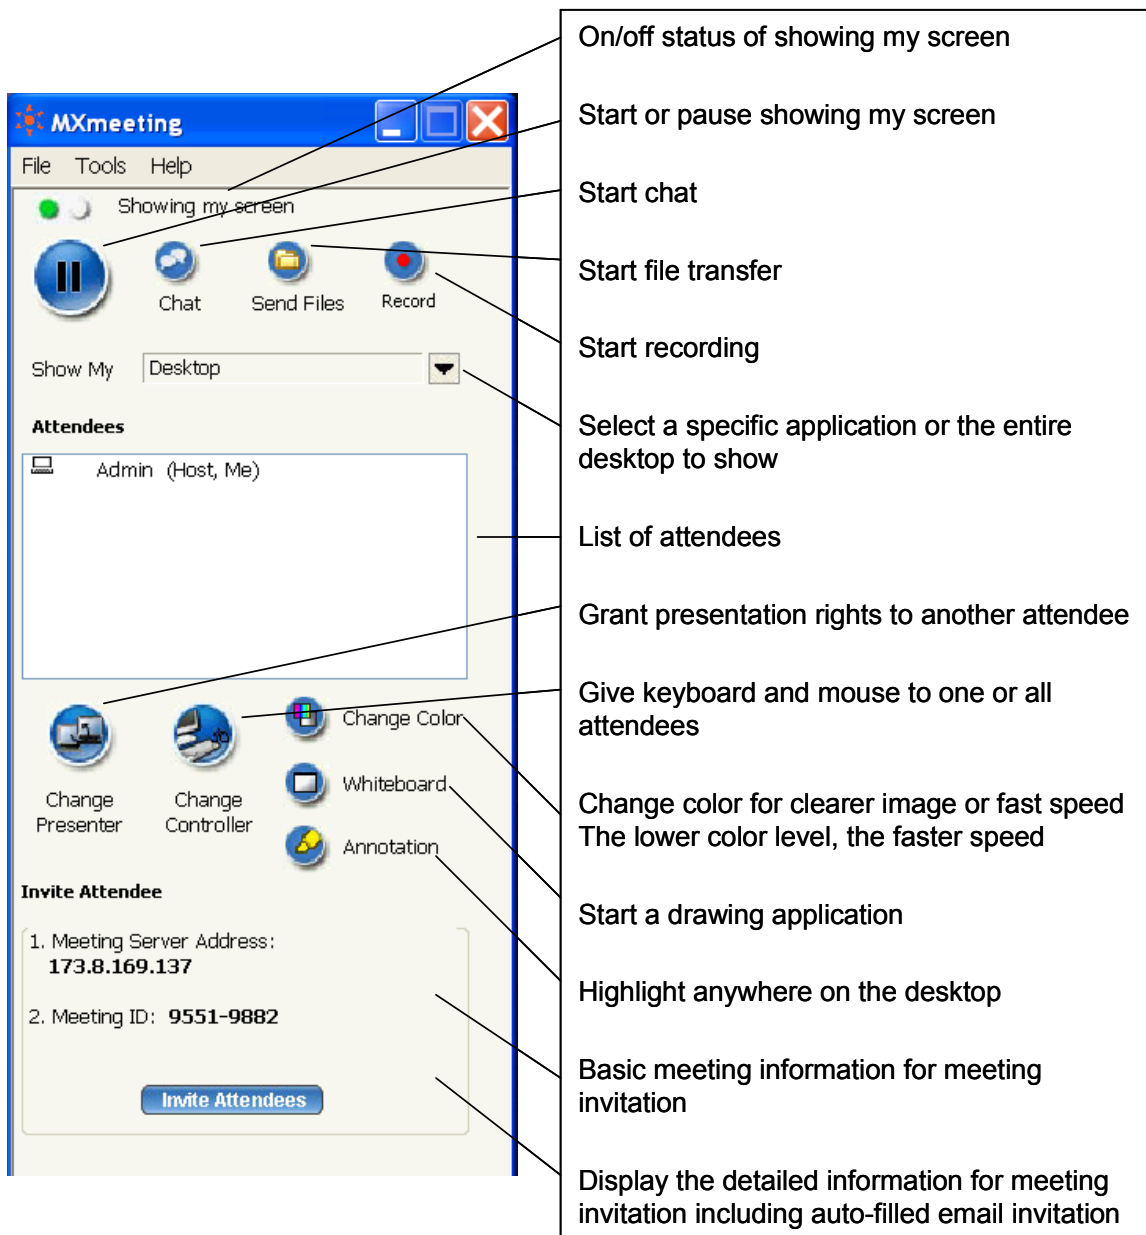 MXmeeting
File Tools Help
Showing my screen
Chat
Send Files
Record
Show My
Desktop
Attendees
Admin (Host, Me)
Change
Presenter
Change
Controller
Change Color
Whiteboard
Annotation
Invite Attendee
1. Meeting Server Address:
173.8.169.137
2. Meeting ID: 9551-9882
Invite Attendees
On/off status of showing my screen
Start or pause showing my screen
Start chat
Start file transfer
Start recording
Select a specific application or the entire
desktop to show
List of attendees
Grant presentation rights to another attendee
Give keyboard and mouse to one or all
attendees
Change color for clearer image or fast speed
The lower color level, the faster speed
Start a drawing application
Highlight anywhere on the desktop
Basic meeting information for meeting
invitation
Display the detailed information for meeting
invitation including auto-filled email invitation